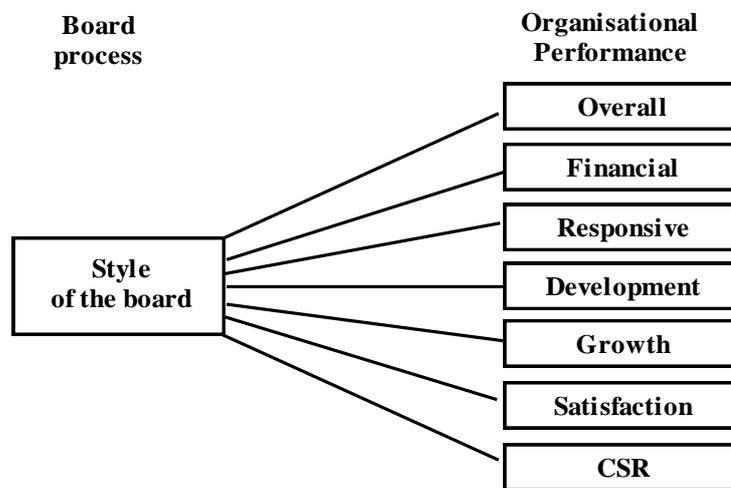 Board
process
Organisational
Performance
Overall
Financial
Responsive
Style
of the board
Development
Growth
Satisfaction
CSR